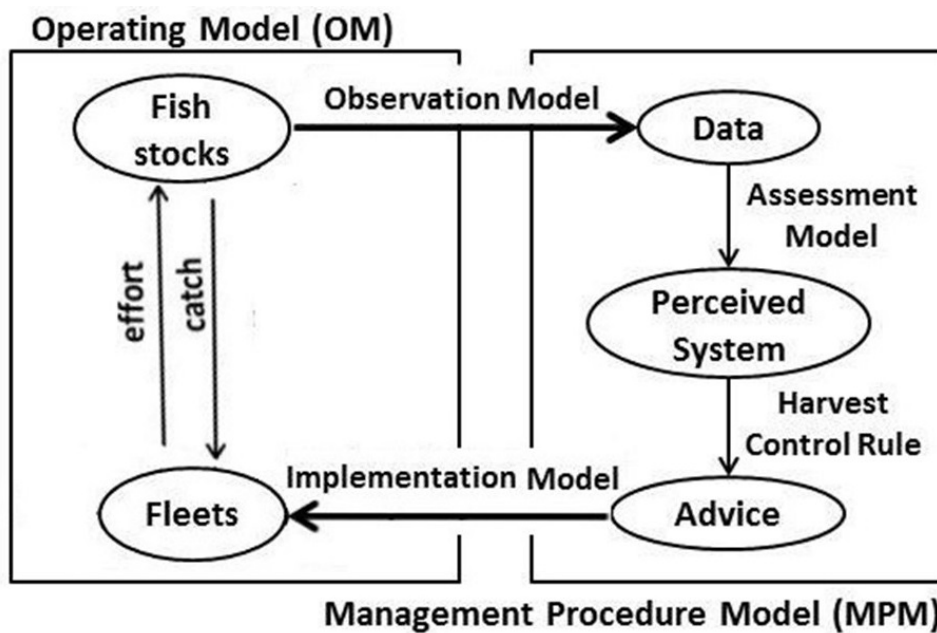 Operating Model (OM)
Fish
stocks
Observation Model
Data
Assessment
Model
effort
catch
Perceived
System
Harvest
Control Rule
Implementation Model
Fleets
Advice
Management Procedure Model (MPM)